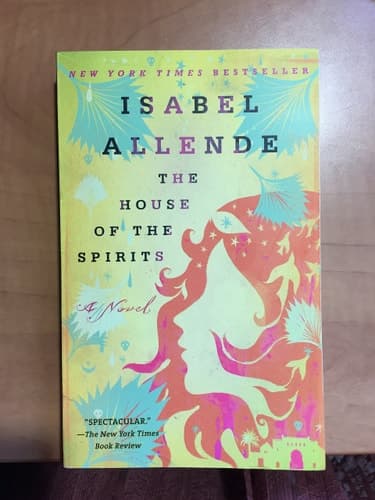 NEW YORK TIMES BESTSELLER
ISABEL
ALLENDE
THE
HOUSE
OF THE
SPIRITS
A Novel
"SPECTACULAR."
—The New York Times
Book Review